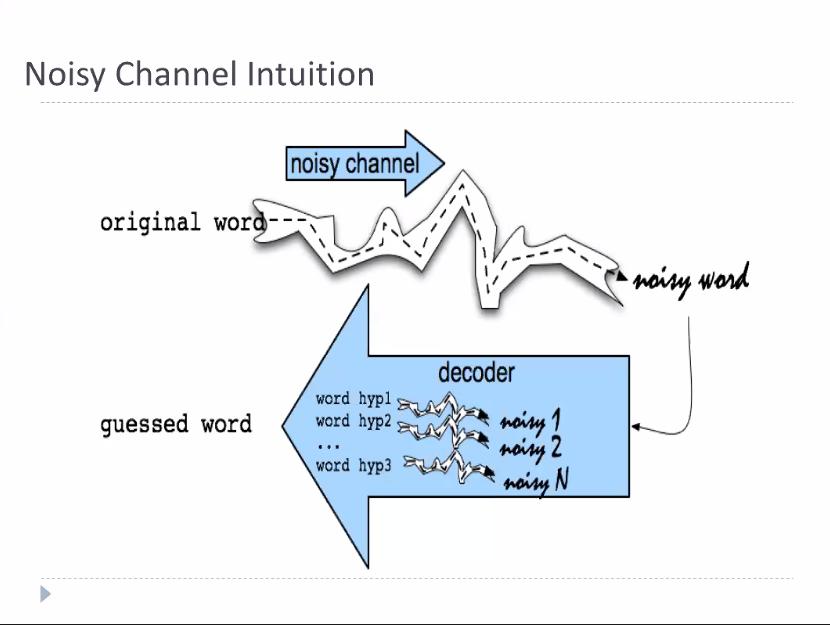 Noisy Channel Intuition
noisy channel
original word
noisy word
decoder
guessed word
word hyp1
word hyp2
...
word hyp3
noisy 1
noisy 2
noisy N